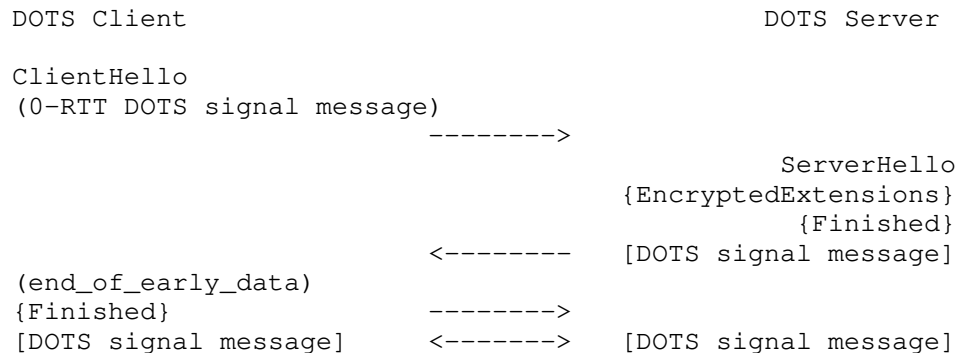 DOTS Client                                    DOTS Server
ClientHello
(0-RTT DOTS signal message)
                          -------->
                                                ServerHello
                                      {EncryptedExtensions}
                                                 {Finished}
                          <--------   [DOTS signal message]
(end_of_early_data)
{Finished}                -------->
[DOTS signal message]     <------->   [DOTS signal message]